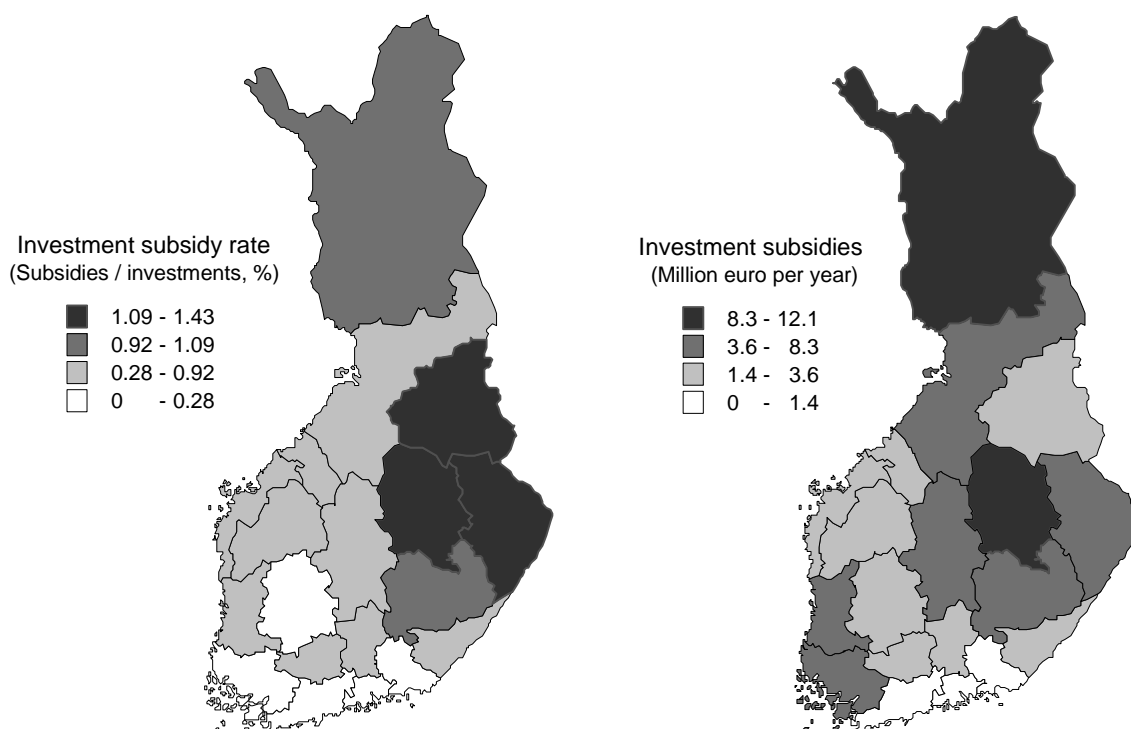 Investment subsidy rate
(Subsidies / investments, %)
1.09 - 1.43
0.92 - 1.09
0.28 - 0.92
0 - 0.28
Investment subsidies
(Million euro per year)
8.3 - 12.1
3.6 - 8.3
1.4 - 3.6
0 - 1.4